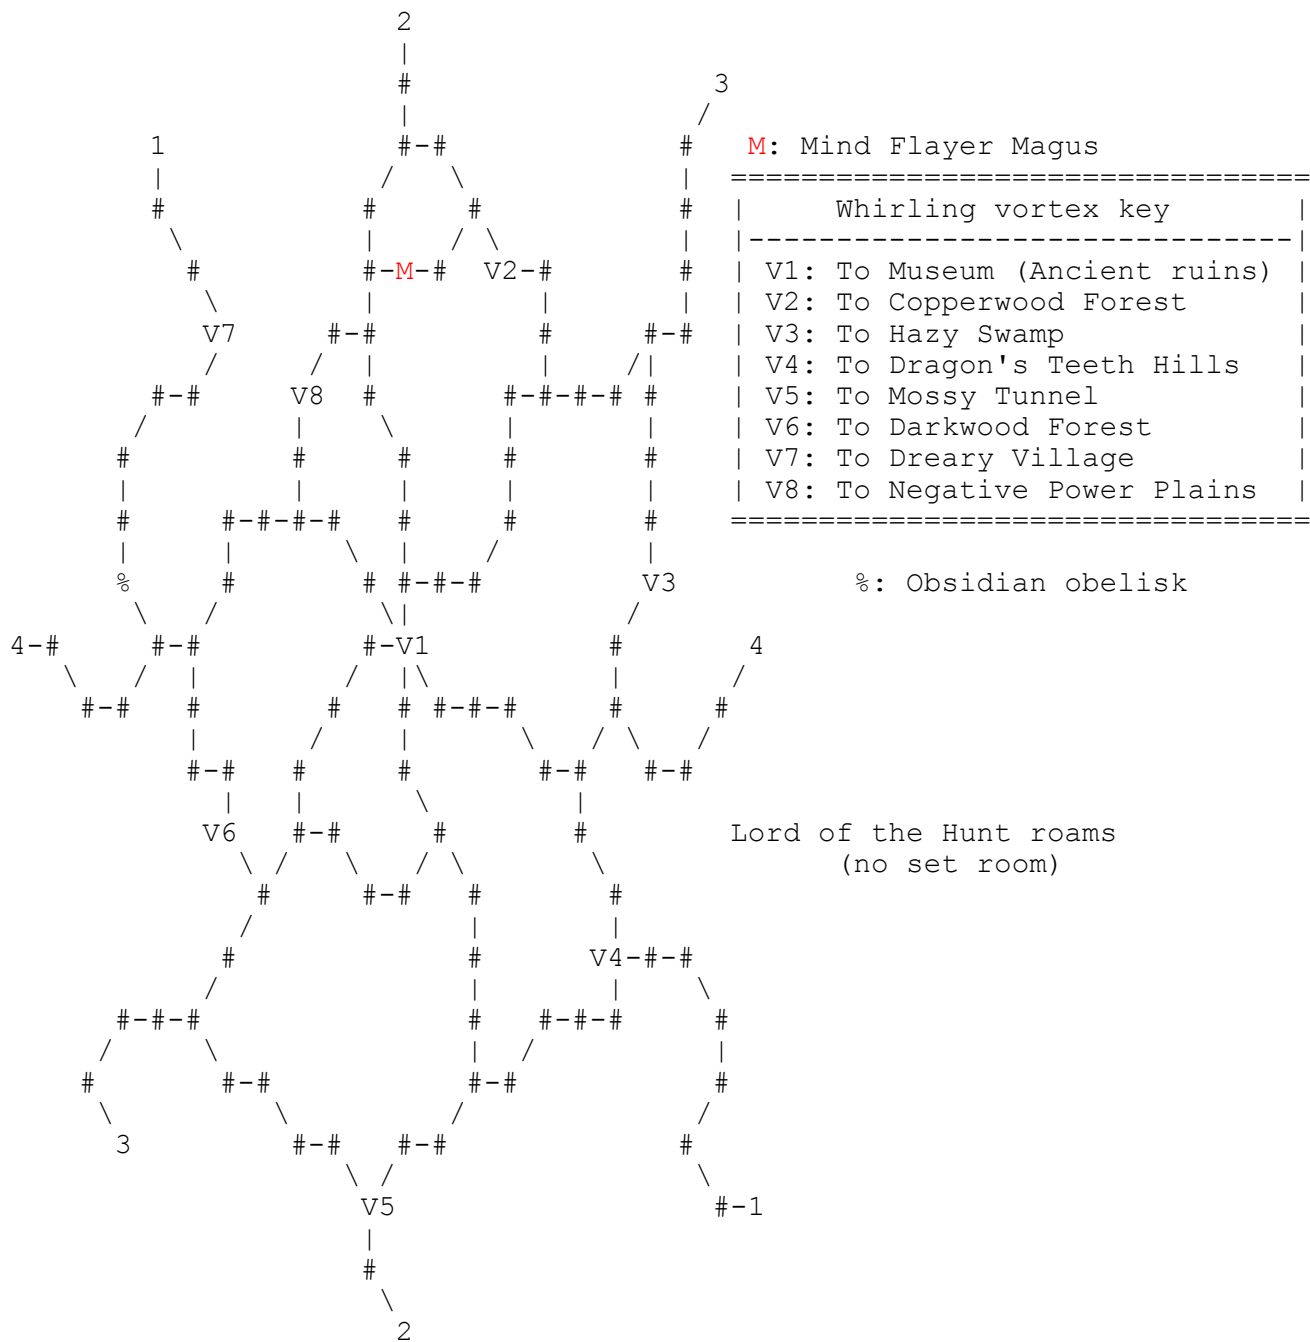 2
                      |
                      #                 3
                      |                /
        1             #-#             #   M: Mind Flayer Magus
        |            /   \            |  =================================
        #           #     #           #  |     Whirling vortex key       |
         \          |    / \          |  |-------------------------------|
          #         #-M-#  V2-#       #  | V1: To Museum (Ancient ruins) |
           \        |         |       |  | V2: To Copperwood Forest      |
           V7     #-#         #     #-#  | V3: To Hazy Swamp             |
           /     /  |         |    /|    | V4: To Dragon's Teeth Hills   |
        #-#     V8  #       #-#-#-# #    | V5: To Mossy Tunnel           |
       /        |    \      |       |    | V6: To Darkwood Forest        |
      #         #     #     #       #    | V7: To Dreary Village         |
      |         |     |     |       |    | V8: To Negative Power Plains  |
      #     #-#-#-#   #     #       #    =================================
      |     |      \  |    /        |
      %     #       # #-#-#         V3          %: Obsidian obelisk
       \   /         \|            /
4-#     #-#         #-V1          #       4
   \   /  |        /  |\          |      /
    #-#   #       #   # #-#-#     #     #
          |      /    |      \   / \   /
          #-#   #     #       #-#   #-#
            |   |      \        |
           V6   #-#     #       #        Lord of the Hunt roams
             \ /   \   / \       \             (no set room)
              #     #-#   #       #
             /            |       |
            #             #      V4-#-#
           /              |       |    \
      #-#-#               #   #-#-#     #
     /     \              |  /          |
    #       #-#           #-#           #
     \         \         /             /
      3         #-#   #-#             #
                   \ /                 \
                    V5                  #-1
                    |
                    #
                     \
                      2